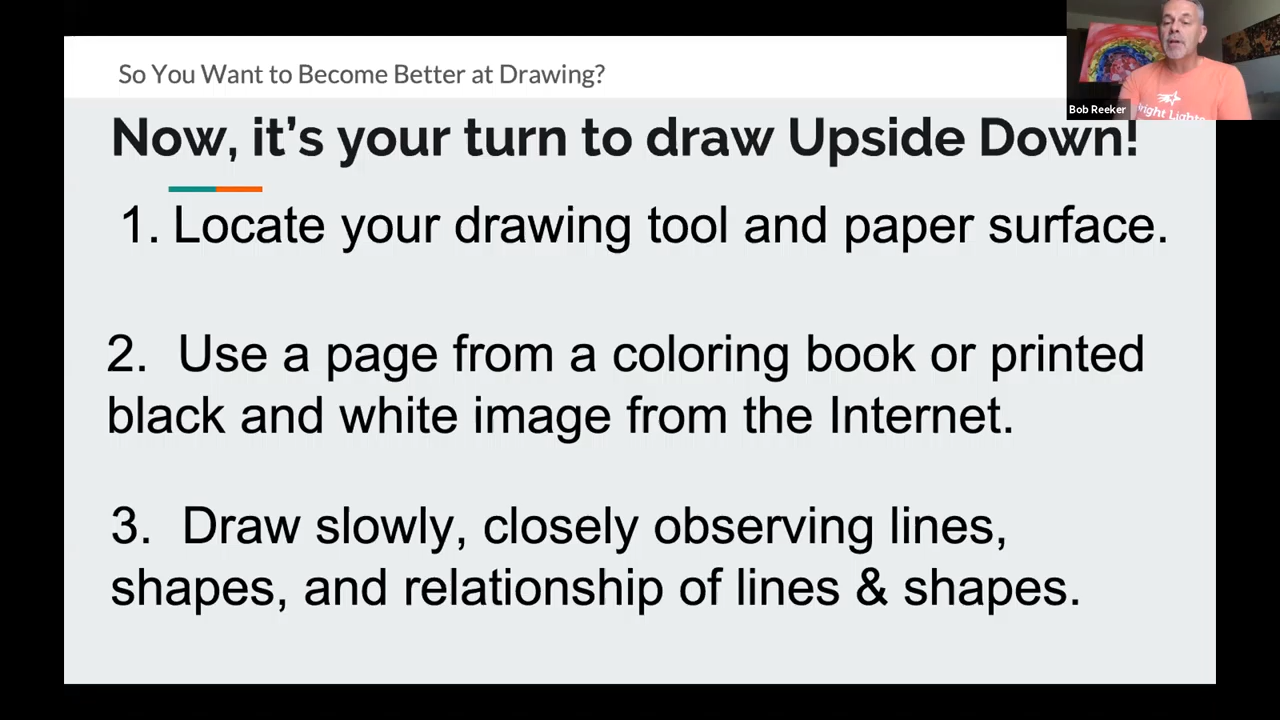 So You Want to Become Better at Drawing?
Now, it's your turn to draw Upside Down!
1. Locate your drawing tool and paper surface.
2. Use a page from a coloring book or printed
black and white image from the Internet.
3. Draw slowly, closely observing lines,
shapes, and relationship of lines & shapes.
Bob Reeker